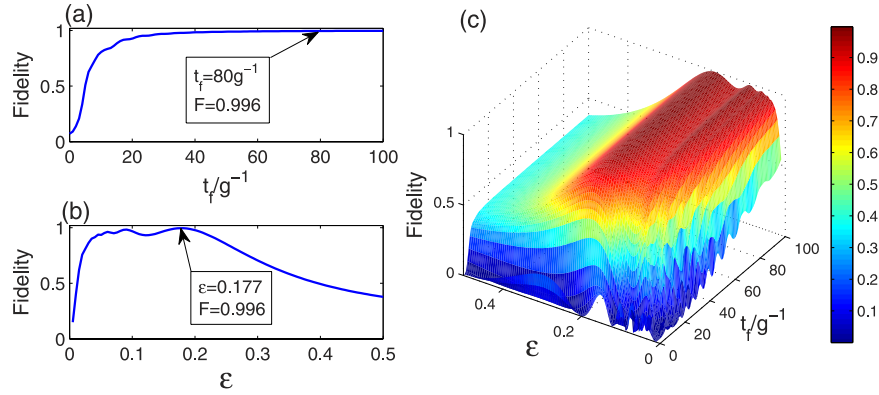 (a)
1
0.5
0
Fidelity
t_f=80g⁻¹
F=0.996
0 20 40 60 80 100
t_f/g⁻¹
(b)
1
0.5
0
Fidelity
ε=0.177
F=0.996
0 0.1 0.2 0.3 0.4 0.5
ε
(c)
1
0.5
0
Fidelity
0.4 0.2 0
ε
0 20 40 60 80 100
t_f/g⁻¹
0.9
0.8
0.7
0.6
0.5
0.4
0.3
0.2
0.1